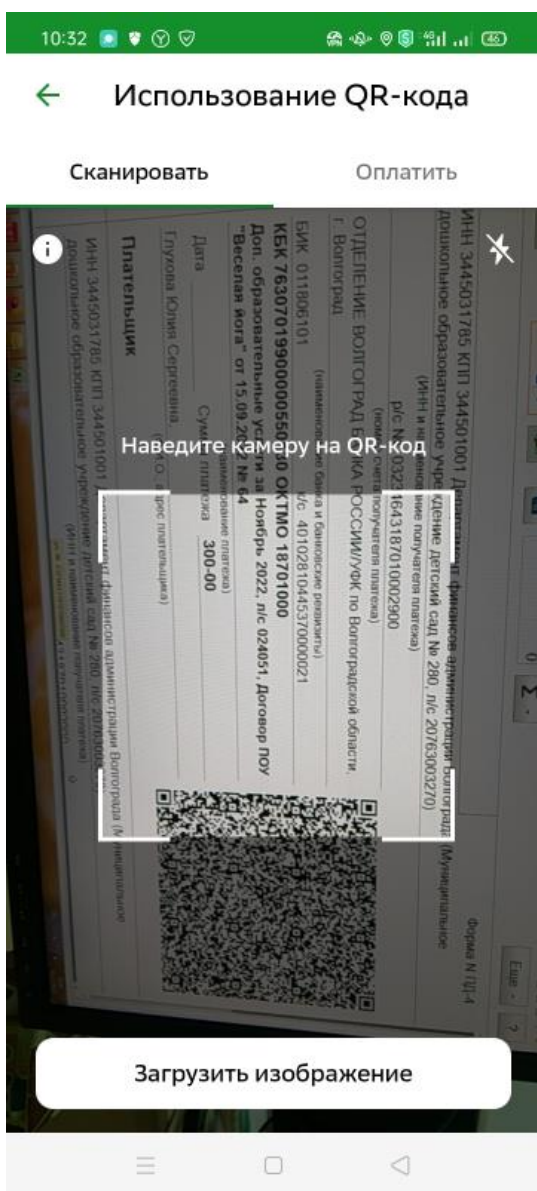 10:32
46
Использование QR-кода
Сканировать
Оплатить
Форма N ПД-4
ИНН 3445031785 КПП 344501001 Департамент финансов администрации Волгограда (Муниципальное
дошкольное образовательное учреждение детский сад № 280, л/с 20763003270)
(ИНН и наименование получателя платежа)
р/с № 03231643187010002900
(номер счета получателя платежа)
ОТДЕЛЕНИЕ ВОЛГОГРАД БАНКА РОССИИ//УФК по Волгоградской области,
г. Волгоград
(наименование банка и банковские реквизиты)
БИК 011806101 к/с 40102810445370000021
КБК 7630701990000055 ОКТМО 18701000
Доп. образовательные услуги за Ноябрь 2022, л/с 024051, Договор ПОУ
"Веселая йога" от 15.09.2022 № 64
(наименование платежа)
Дата Сумма платежа 300-00
Глухова Юлия Сергеевна,
(Ф.И.О., адрес плательщика)
Плательщик
ИНН 3445031785 КПП 344501001 Департамент финансов администрации Волгограда (Муниципальное
дошкольное образовательное учреждение детский сад № 280, л/с
(ИНН и наименование получателя платежа)
Наведите камеру на QR-код
Еще
?
0
Σ
Загрузить изображение